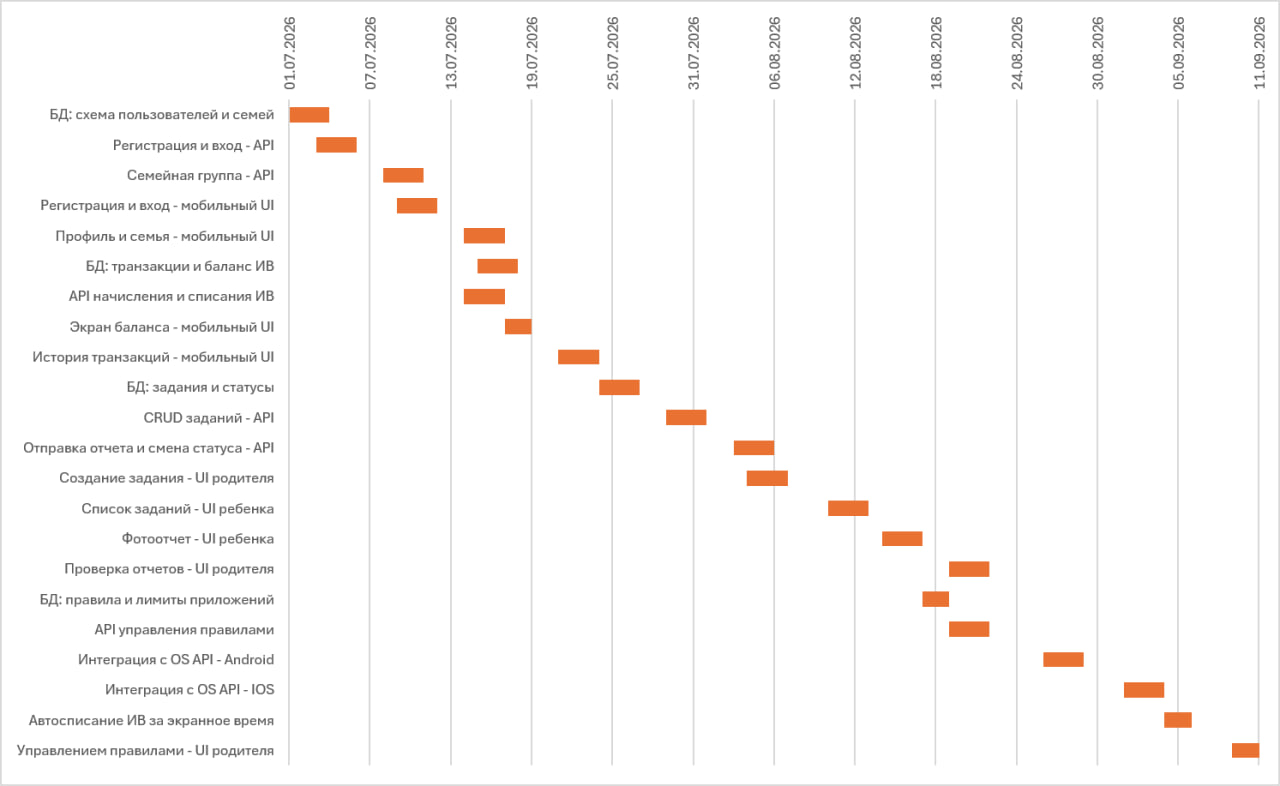 01.07.2026
07.07.2026
13.07.2026
19.07.2026
25.07.2026
31.07.2026
06.08.2026
12.08.2026
18.08.2026
24.08.2026
30.08.2026
05.09.2026
11.09.2026
БД: схема пользователей и семей
Регистрация и вход - API
Семейная группа - API
Регистрация и вход - мобильный UI
Профиль и семья - мобильный UI
БД: транзакции и баланс ИВ
API начисления и списания ИВ
Экран баланса - мобильный UI
История транзакций - мобильный UI
БД: задания и статусы
CRUD заданий - API
Отправка отчета и смена статуса - API
Создание задания - UI родителя
Список заданий - UI ребенка
Фотоотчет - UI ребенка
Проверка отчетов - UI родителя
БД: правила и лимиты приложений
API управления правилами
Интеграция с OS API - Android
Интеграция с OS API - IOS
Автосписание ИВ за экранное время
Управлением правилами - UI родителя